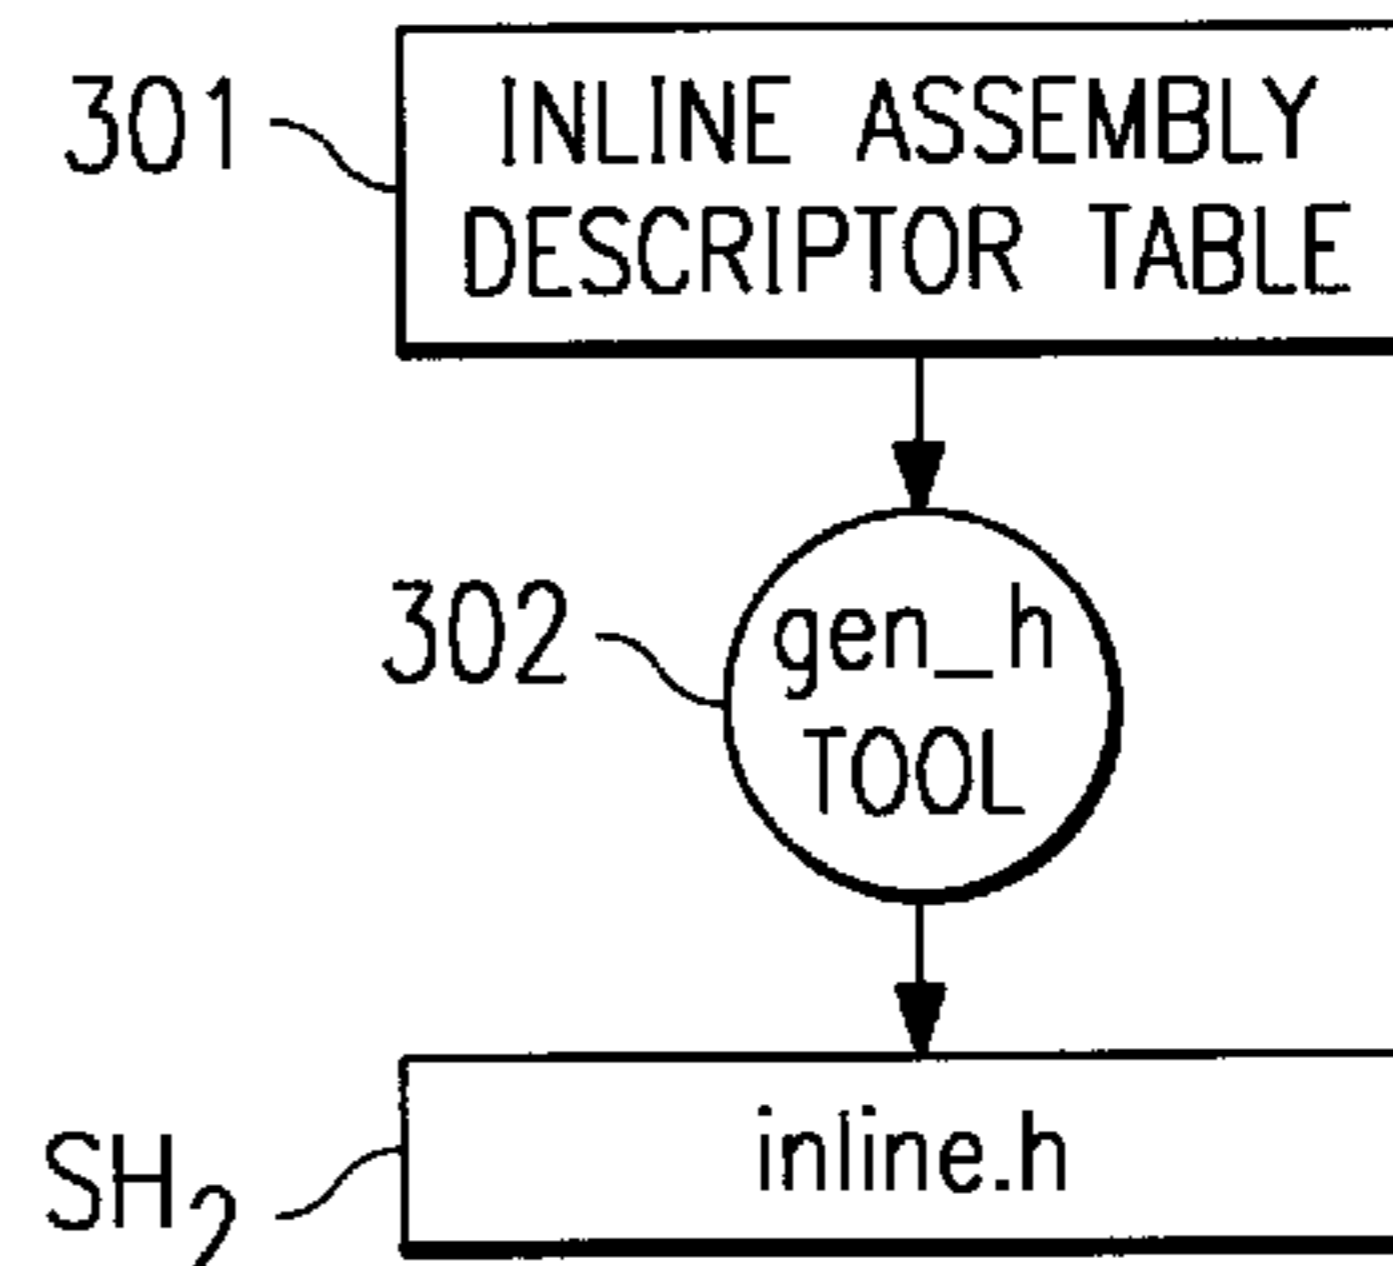 301
INLINE ASSEMBLY
DESCRIPTOR TABLE
302
gen_h
TOOL
inline.h
SH2